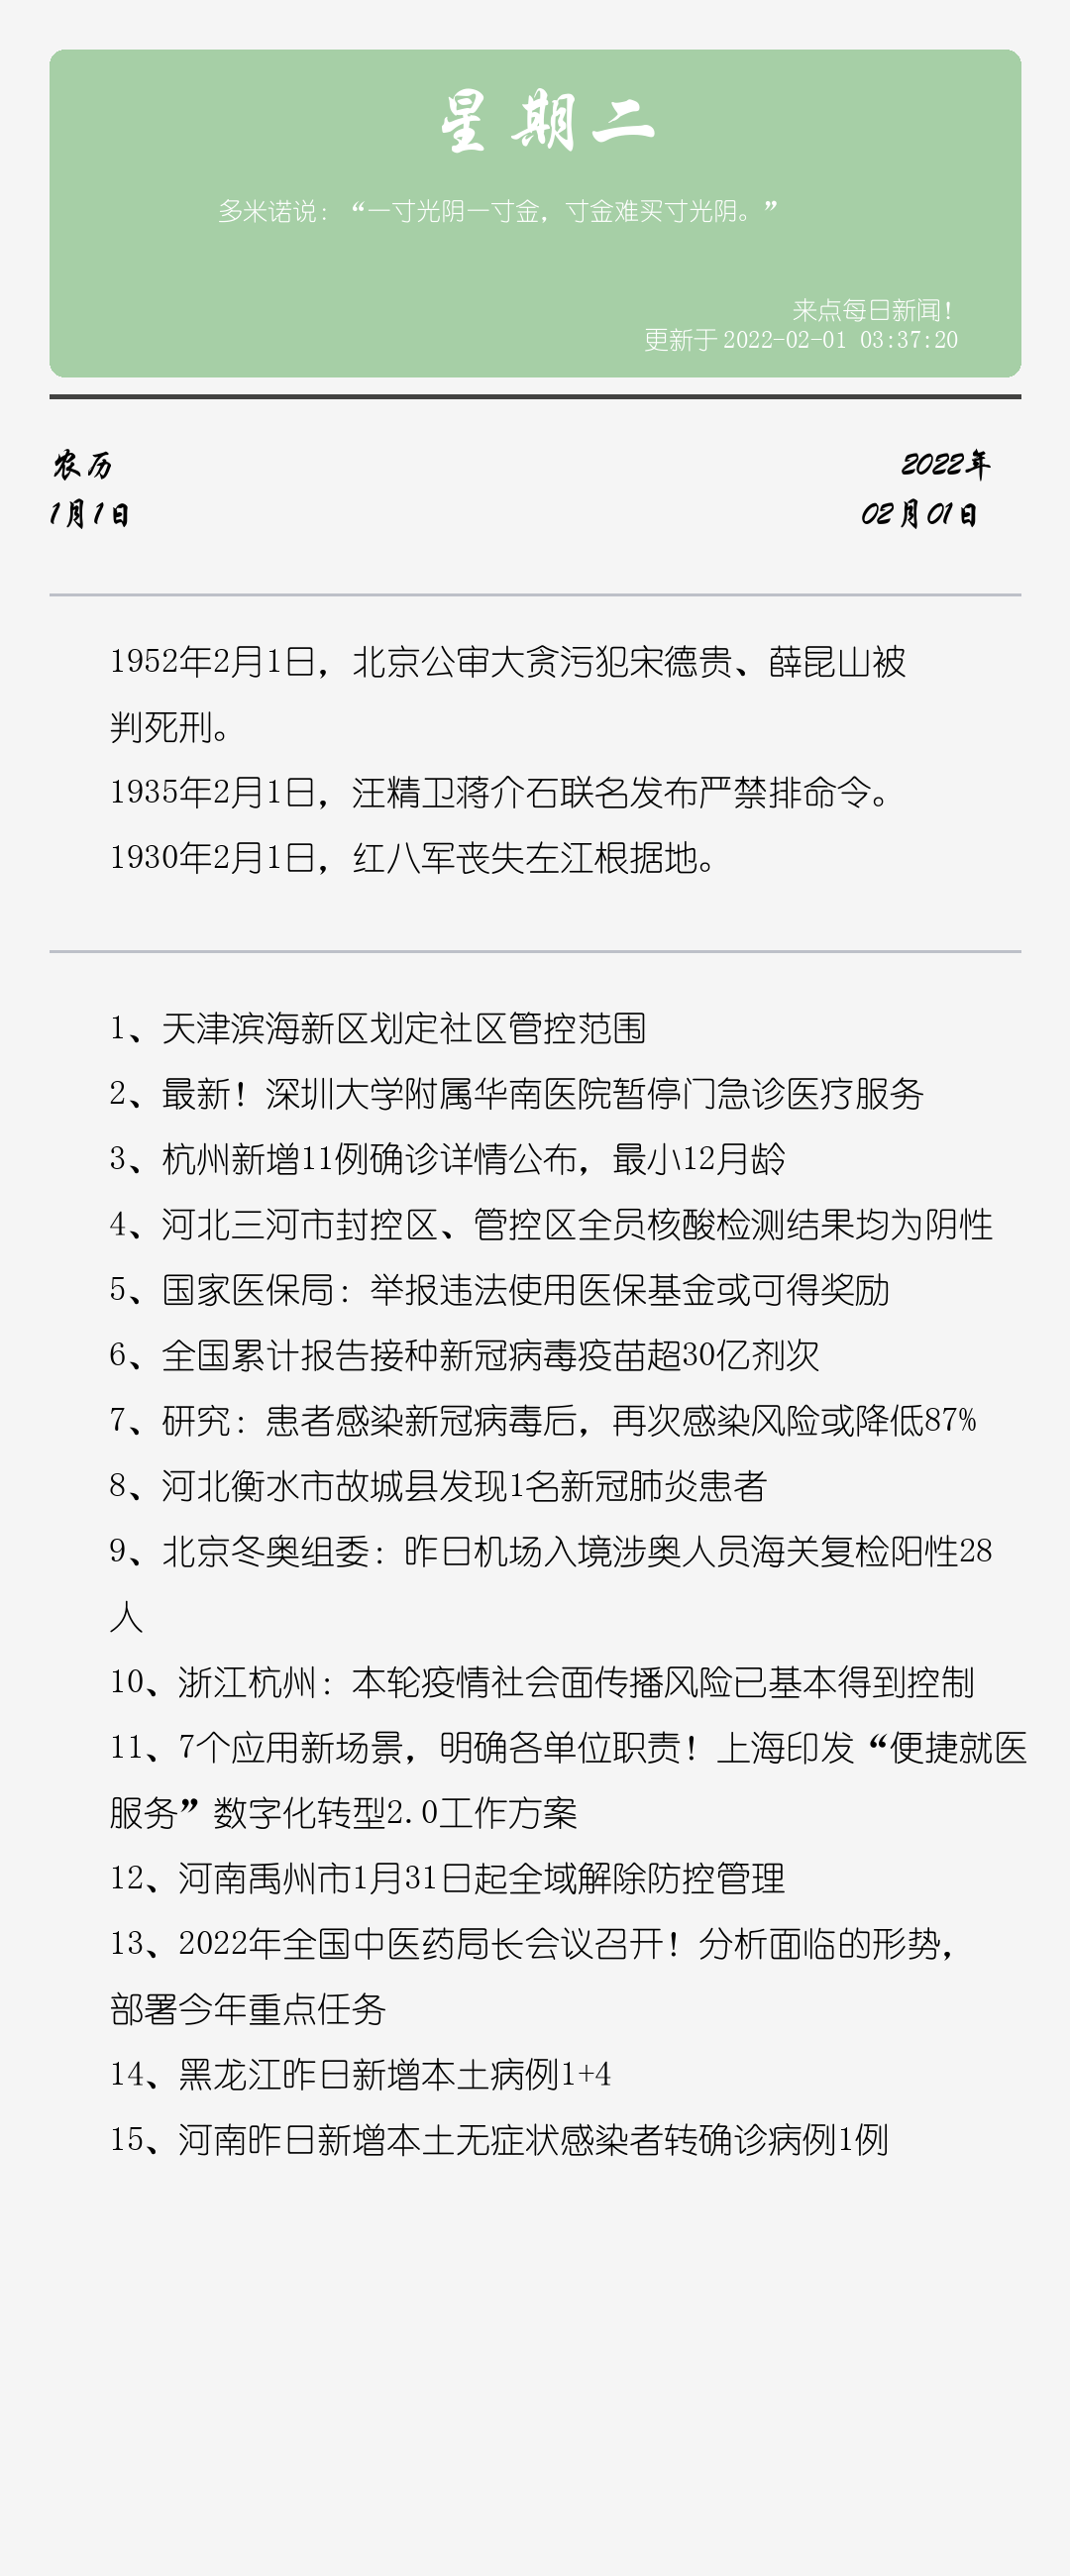 星期二
多米诺说：“一寸光阴一寸金，寸金难买寸光阴。”
来点每日新闻！
更新于 2022-02-01 03:37:20
农历
2022年
1月1日
02月01日
1952年2月1日，北京公审大贪污犯宋德贵、薛昆山被
判死刑。
1935年2月1日，汪精卫蒋介石联名发布严禁排命令。
1930年2月1日，红八军丧失左江根据地。
1、天津滨海新区划定社区管控范围
2、最新！深圳大学附属华南医院暂停门急诊医疗服务
3、杭州新增11例确诊详情公布，最小12月龄
4、河北三河市封控区、管控区全员核酸检测结果均为阴性
5、国家医保局：举报违法使用医保基金或可得奖励
6、全国累计报告接种新冠病毒疫苗超30亿剂次
7、研究：患者感染新冠病毒后，再次感染风险或降低87%
8、河北衡水市故城县发现1名新冠肺炎患者
9、北京冬奥组委：昨日机场入境涉奥人员海关复检阳性28
人
10、浙江杭州：本轮疫情社会面传播风险已基本得到控制
11、7个应用新场景，明确各单位职责！上海印发“便捷就医
服务”数字化转型2.0工作方案
12、河南禹州市1月31日起全域解除防控管理
13、2022年全国中医药局长会议召开！分析面临的形势，
部署今年重点任务
14、黑龙江昨日新增本土病例1+4
15、河南昨日新增本土无症状感染者转确诊病例1例